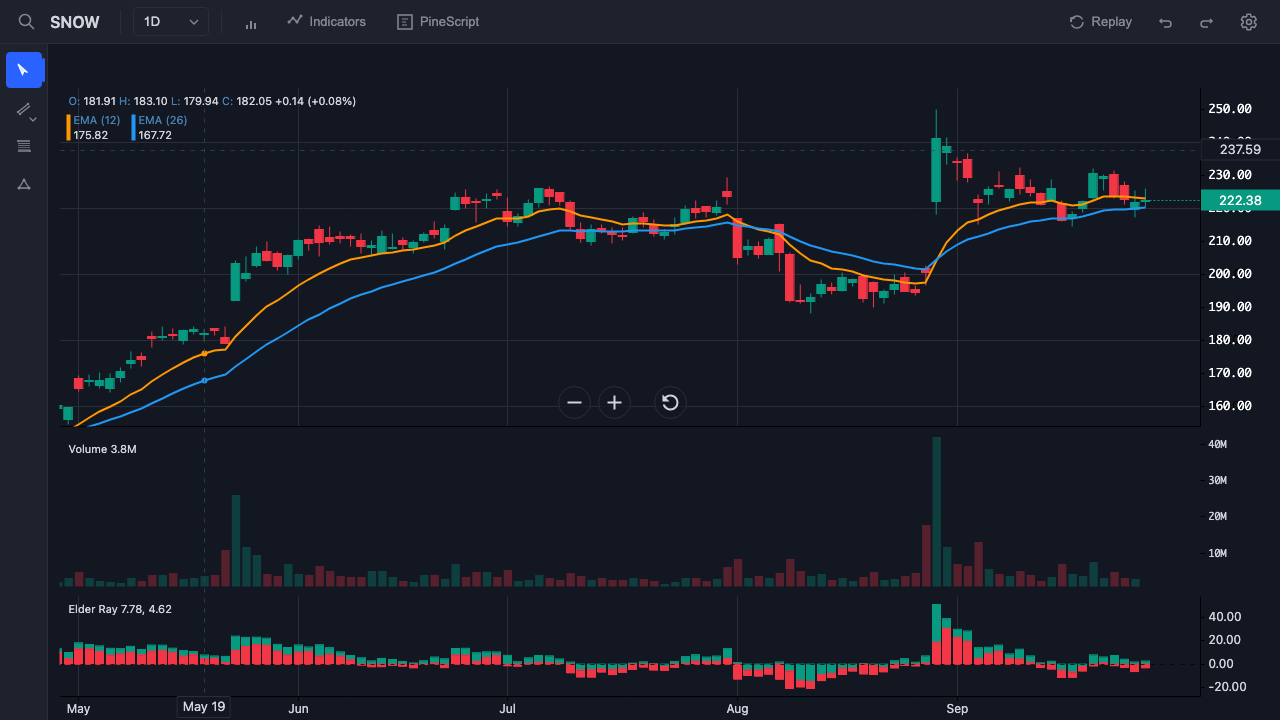 SNOW 1D Indicators PineScript Replay
O: 181.91 H: 183.10 L: 179.94 C: 182.05 +0.14 (+0.08%)
EMA (12) EMA (26)
175.82 167.72
250.00
237.59
230.00
222.38
210.00
200.00
190.00
180.00
170.00
160.00
Volume 3.8M
40M
30M
20M
10M
Elder Ray 7.78, 4.62
40.00
20.00
0.00
-20.00
May May 19 Jun Jul Aug Sep